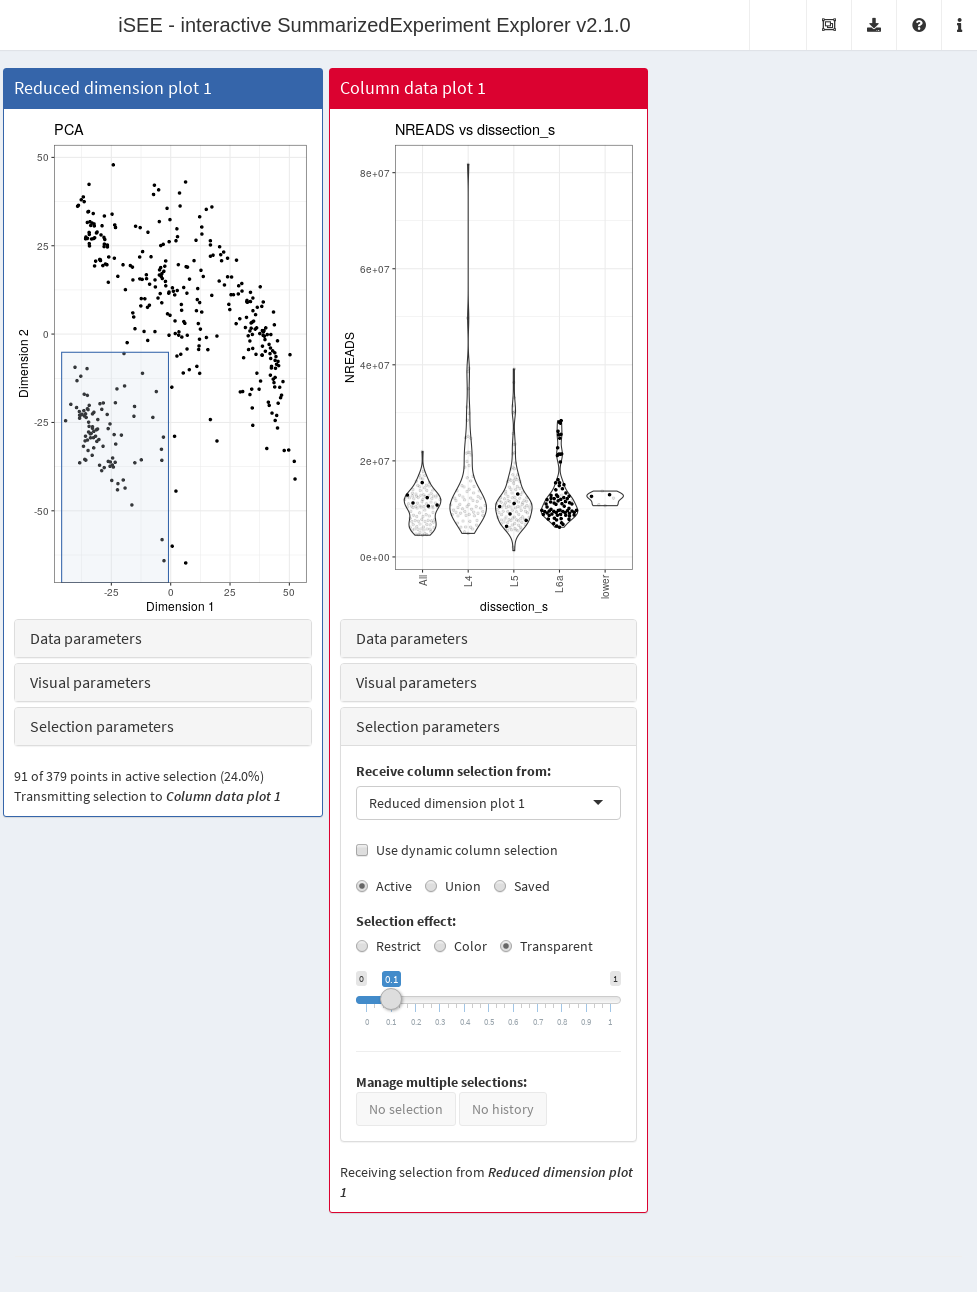 iSEE - interactive SummarizedExperiment Explorer v2.1.0
Reduced dimension plot 1
PCA
50
25
0
-25
-50
Dimension 2
-25
0
25
50
Dimension 1
Data parameters
Visual parameters
Selection parameters
91 of 379 points in active selection (24.0%)
Transmitting selection to Column data plot 1
Column data plot 1
NREADS vs dissection_s
8e+07
6e+07
4e+07
2e+07
0e+00
NREADS
All
L4
L5
L6a
lower
dissection_s
Data parameters
Visual parameters
Selection parameters
Receive column selection from:
Reduced dimension plot 1
Use dynamic column selection
Active Union Saved
Selection effect:
Restrict Color Transparent
0 0.1 1
0 0.1 0.2 0.3 0.4 0.5 0.6 0.7 0.8 0.9 1
Manage multiple selections:
No selection No history
Receiving selection from Reduced dimension plot
1